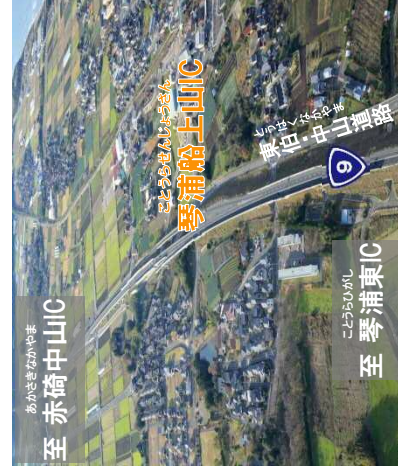 ことうらせんじょうさん
琴浦船上山IC
とうはくなかやま
東伯・中山道路
9
あかさきなかやま
至 赤碕中山IC
ことうらひがし
至 琴浦東IC